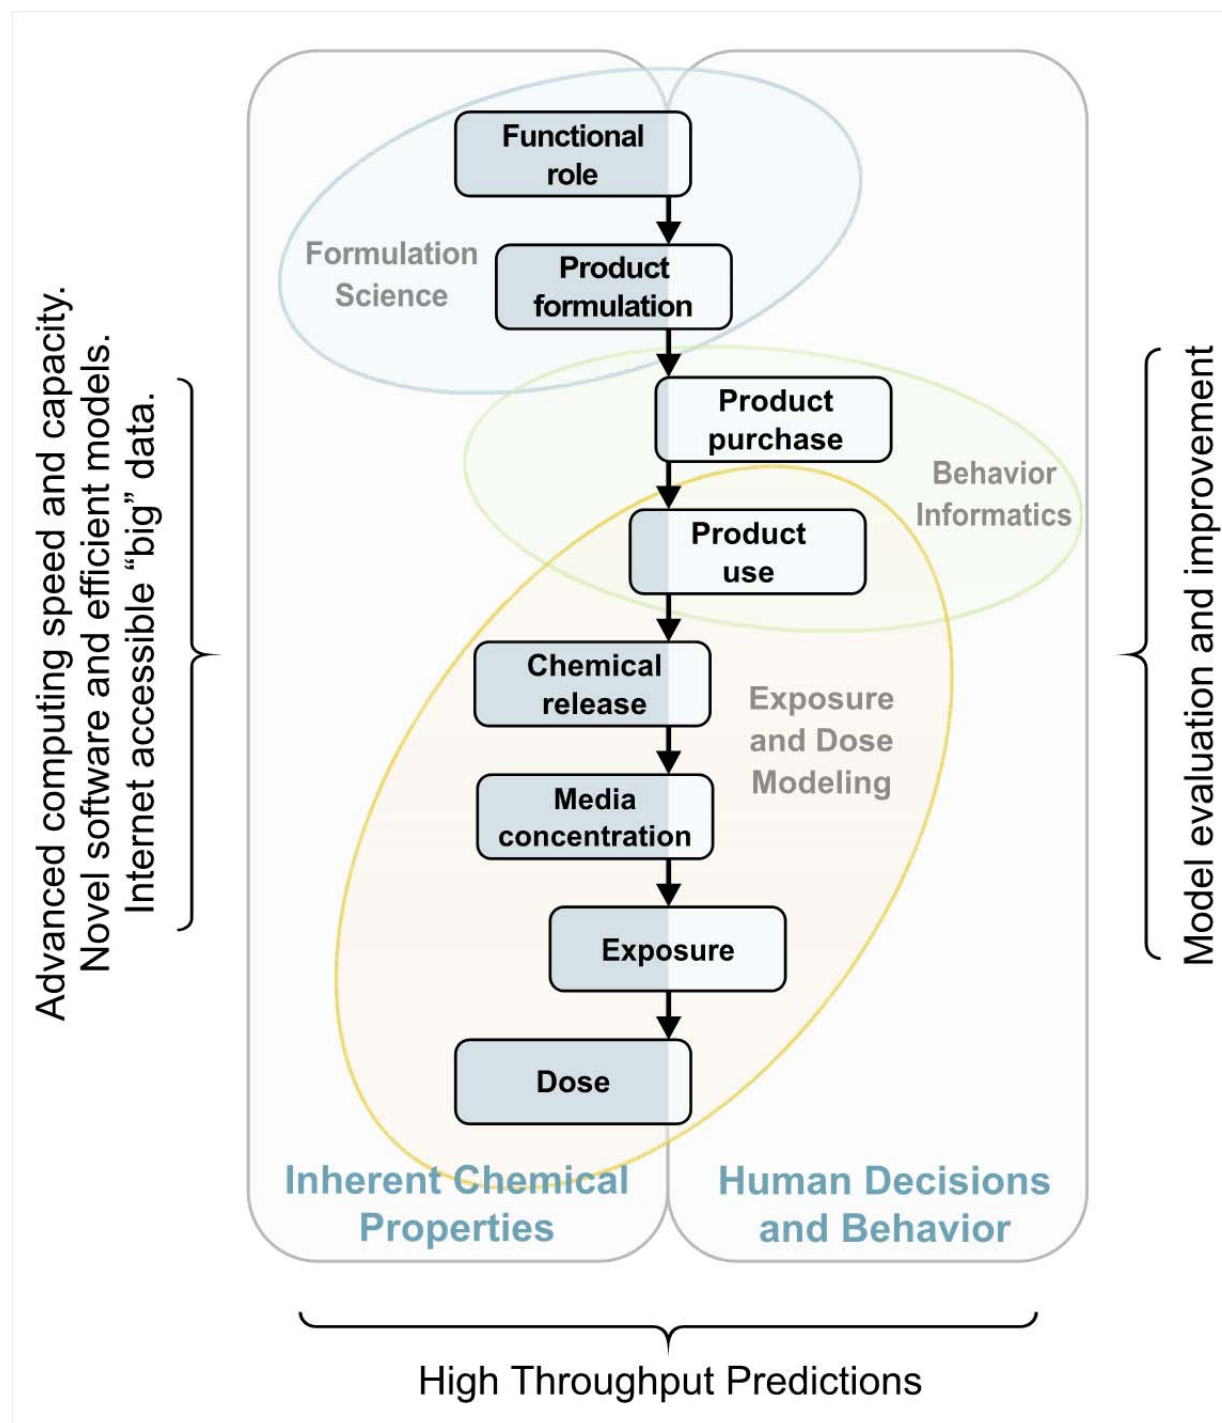 Functional
role
Formulation
Science
Product
formulation
Product
purchase
Behavior
Informatics
Product
use
Chemical
release
Exposure
and Dose
Modeling
Media
concentration
Exposure
Dose
Inherent Chemical
Properties
Human Decisions
and Behavior
Advanced computing speed and capacity.
Novel software and efficient models.
Internet accessible “big” data.
Model evaluation and improvement
High Throughput Predictions